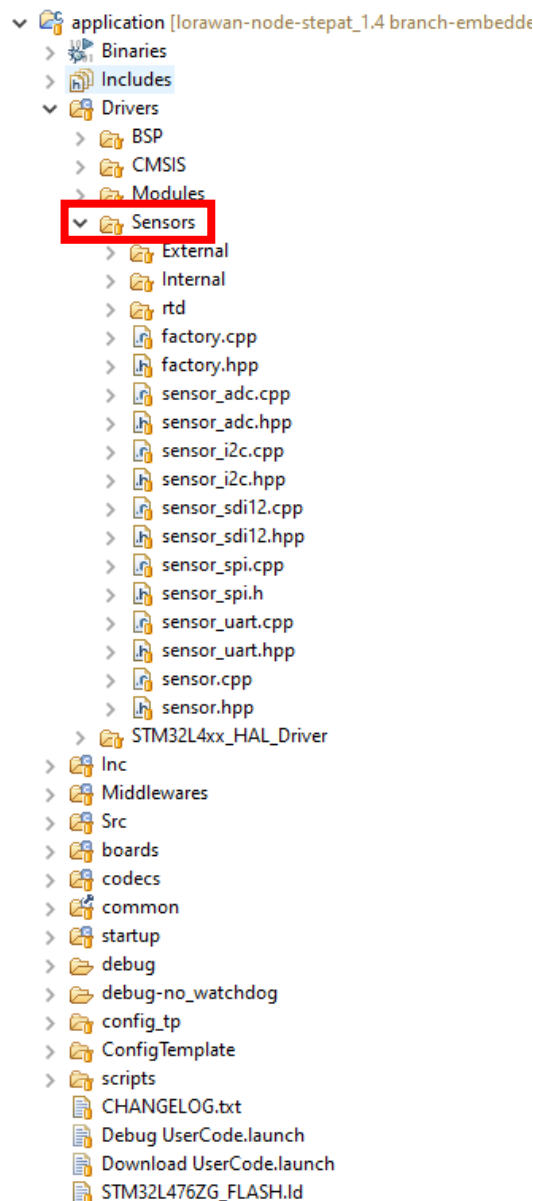 application [lorawan-node-stepat_1.4 branch-embedde
Binaries
Includes
Drivers
BSP
CMSIS
Modules
Sensors
External
Internal
rtd
factory.cpp
factory.hpp
sensor_adc.cpp
sensor_adc.hpp
sensor_i2c.cpp
sensor_i2c.hpp
sensor_sdi12.cpp
sensor_sdi12.hpp
sensor_spi.cpp
sensor_spi.h
sensor_uart.cpp
sensor_uart.hpp
sensor.cpp
sensor.hpp
STM32L4xx_HAL_Driver
Inc
Middlewares
Src
boards
codecs
common
startup
debug
debug-no_watchdog
config_tp
ConfigTemplate
scripts
CHANGELOG.txt
Debug UserCode.launch
Download UserCode.launch
STM32L476ZG_FLASH.ld